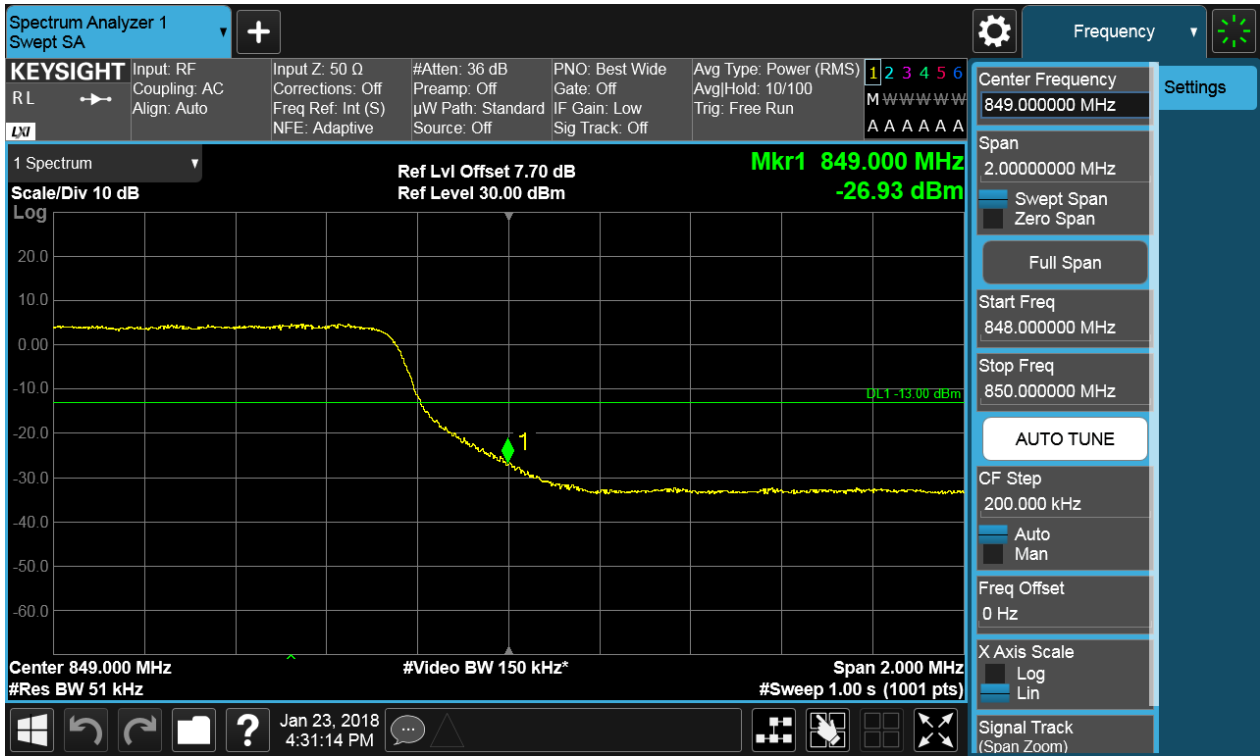 Spectrum Analyzer 1
Swept SA
+
Frequency
KEYSIGHT
R L
LXI
Input: RF
Coupling: AC
Align: Auto
Input Z: 50 Ω
Corrections: Off
Freq Ref: Int (S)
NFE: Adaptive
#Atten: 36 dB
Preamp: Off
µW Path: Standard
Source: Off
PNO: Best Wide
Gate: Off
IF Gain: Low
Sig Track: Off
Avg Type: Power (RMS)
Avg|Hold: 10/100
Trig: Free Run
1 2 3 4 5 6
M W W W W W
A A A A A A
1 Spectrum
Scale/Div 10 dB
Log
Ref Lvl Offset 7.70 dB
Ref Level 30.00 dBm
Mkr1 849.000 MHz
-26.93 dBm
20.0
10.0
0.00
-10.0
DL1 -13.00 dBm
-20.0
1
-30.0
-40.0
-50.0
-60.0
Center 849.000 MHz
#Video BW 150 kHz*
Span 2.000 MHz
#Res BW 51 kHz
#Sweep 1.00 s (1001 pts)
?
Jan 23, 2018
4:31:14 PM
Center Frequency
849.000000 MHz
Settings
Span
2.00000000 MHz
Swept Span
Zero Span
Full Span
Start Freq
848.000000 MHz
Stop Freq
850.000000 MHz
AUTO TUNE
CF Step
200.000 kHz
Auto
Man
Freq Offset
0 Hz
X Axis Scale
Log
Lin
Signal Track
(Span Zoom)